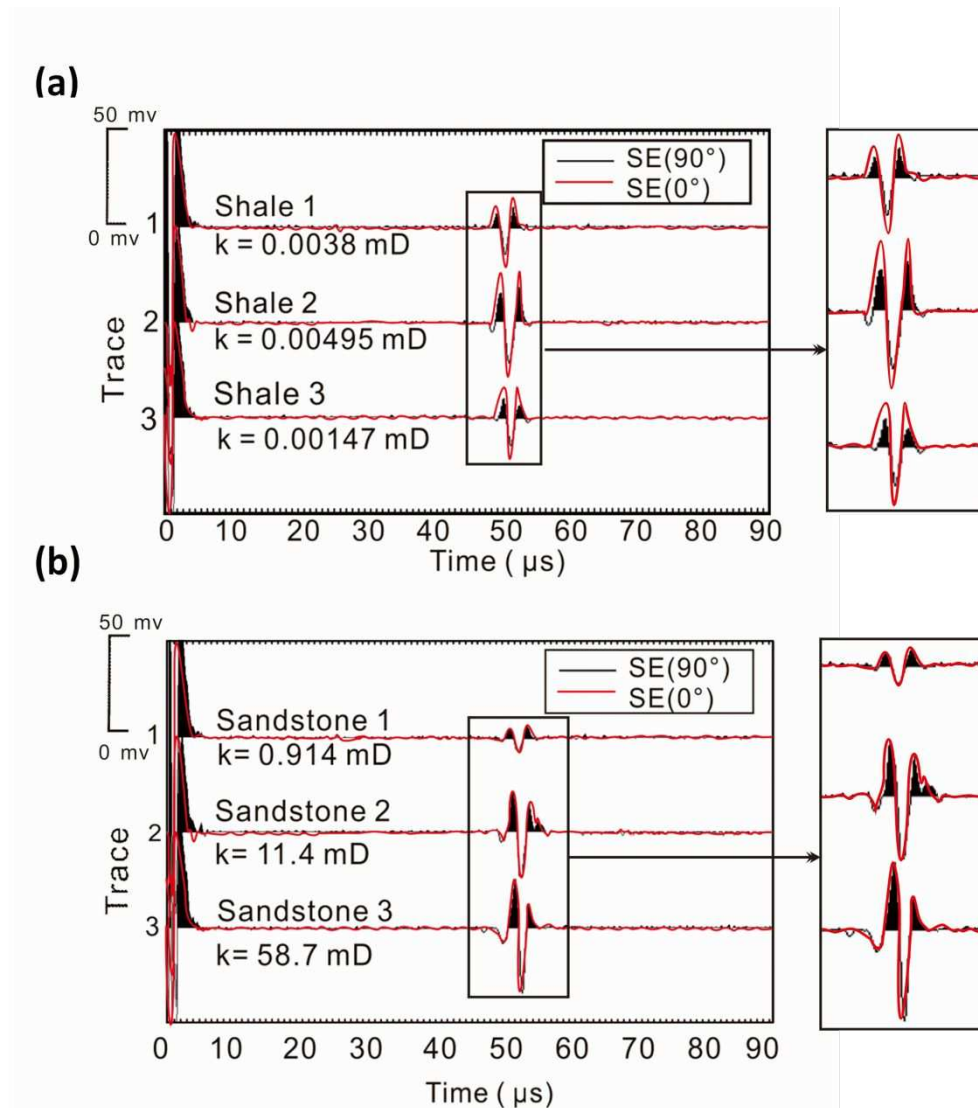 (a)
50 mv
0 mv
SE(90°)
SE(0°)
1
Shale 1
k = 0.0038 mD
2
Shale 2
k = 0.00495 mD
3
Shale 3
k = 0.00147 mD
Trace
0 10 20 30 40 50 60 70 80 90
Time ( μs)
(b)
50 mv
0 mv
SE(90°)
SE(0°)
1
Sandstone 1
k= 0.914 mD
2
Sandstone 2
k= 11.4 mD
3
Sandstone 3
k= 58.7 mD
Trace
0 10 20 30 40 50 60 70 80 90
Time ( μs)